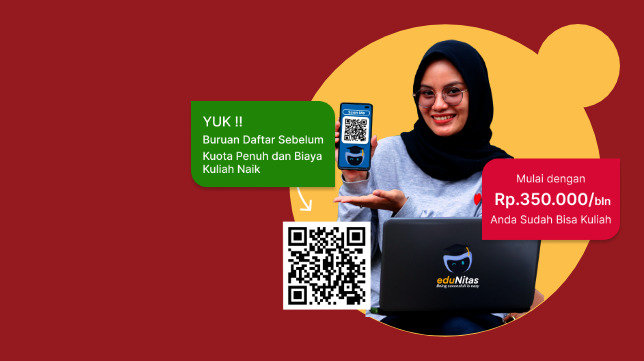 YUK !!
Buruan Daftar Sebelum
Kuota Penuh dan Biaya
Kuliah Naik
Mulai dengan
Rp.350.000/bln
Anda Sudah Bisa Kuliah
eduNitas